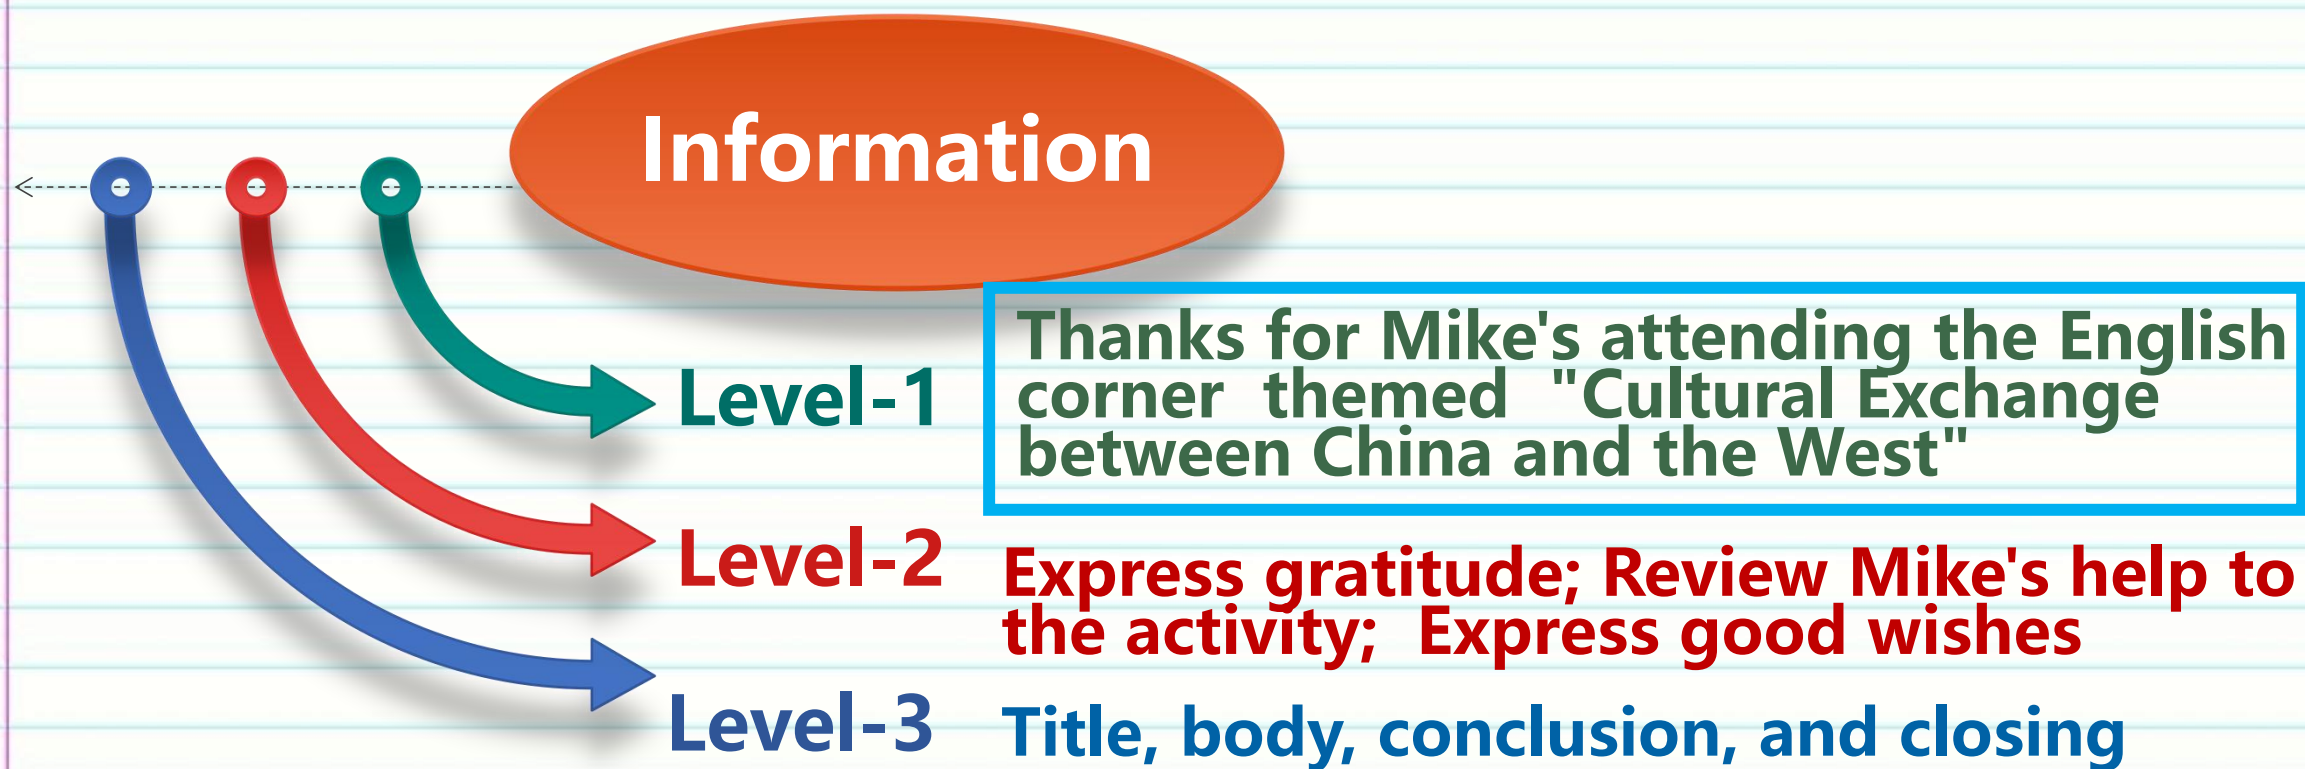 Information
Level-1
Thanks for Mike's attending the English
corner themed "Cultural Exchange
between China and the West"
Level-2
Express gratitude; Review Mike's help to
the activity; Express good wishes
Level-3
Title, body, conclusion, and closing